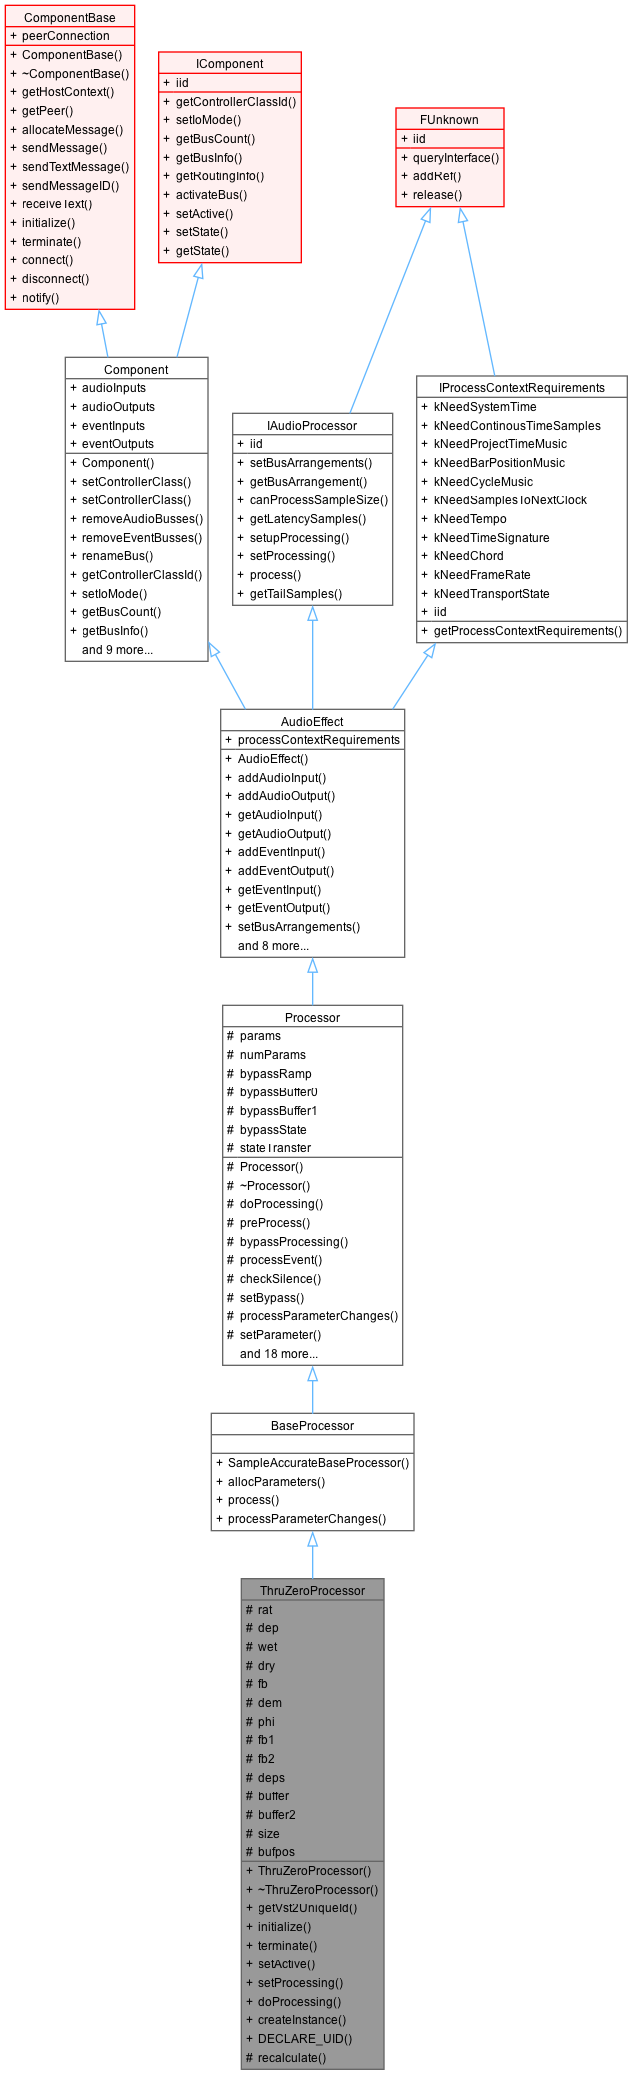 ComponentBase
+ peerConnection
+ ComponentBase()
+ ~ComponentBase()
+ getHostContext()
+ getPeer()
+ allocateMessage()
+ sendMessage()
+ sendTextMessage()
+ sendMessageID()
+ receiveText()
+ initialize()
+ terminate()
+ connect()
+ disconnect()
+ notify()
IComponent
+ iid
+ getControllerClassId()
+ setIoMode()
+ getBusCount()
+ getBusInfo()
+ getRoutingInfo()
+ activateBus()
+ setActive()
+ setState()
+ getState()
FUnknown
+ iid
+ queryInterface()
+ addRef()
+ release()
Component
+ audioInputs
+ audioOutputs
+ eventInputs
+ eventOutputs
+ Component()
+ setControllerClass()
+ setControllerClass()
+ removeAudioBusses()
+ removeEventBusses()
+ renameBus()
+ getControllerClassId()
+ setIoMode()
+ getBusCount()
+ getBusInfo()
and 9 more...
IAudioProcessor
+ iid
+ setBusArrangements()
+ getBusArrangement()
+ canProcessSampleSize()
+ getLatencySamples()
+ setupProcessing()
+ setProcessing()
+ process()
+ getTailSamples()
IProcessContextRequirements
+ kNeedSystemTime
+ kNeedContinousTimeSamples
+ kNeedProjectTimeMusic
+ kNeedBarPositionMusic
+ kNeedCycleMusic
+ kNeedSamplesToNextClock
+ kNeedTempo
+ kNeedTimeSignature
+ kNeedChord
+ kNeedFrameRate
+ kNeedTransportState
+ iid
+ getProcessContextRequirements()
AudioEffect
+ processContextRequirements
+ AudioEffect()
+ addAudioInput()
+ addAudioOutput()
+ getAudioInput()
+ getAudioOutput()
+ addEventInput()
+ addEventOutput()
+ getEventInput()
+ getEventOutput()
+ setBusArrangements()
and 8 more...
Processor
# params
# numParams
# bypassRamp
# bypassBuffer0
# bypassBuffer1
# bypassState
# stateTransfer
# Processor()
# ~Processor()
# doProcessing()
# preProcess()
# bypassProcessing()
# processEvent()
# checkSilence()
# setBypass()
# processParameterChanges()
# setParameter()
and 18 more...
BaseProcessor
+ SampleAccurateBaseProcessor()
+ allocParameters()
+ process()
+ processParameterChanges()
ThruZeroProcessor
# rat
# dep
# wet
# dry
# fb
# dem
# phi
# fb1
# fb2
# deps
# buffer
# buffer2
# size
# bufpos
+ ThruZeroProcessor()
+ ~ThruZeroProcessor()
+ getVst2UniqueId()
+ initialize()
+ terminate()
+ setActive()
+ setProcessing()
+ doProcessing()
+ createInstance()
+ DECLARE_UID()
# recalculate()